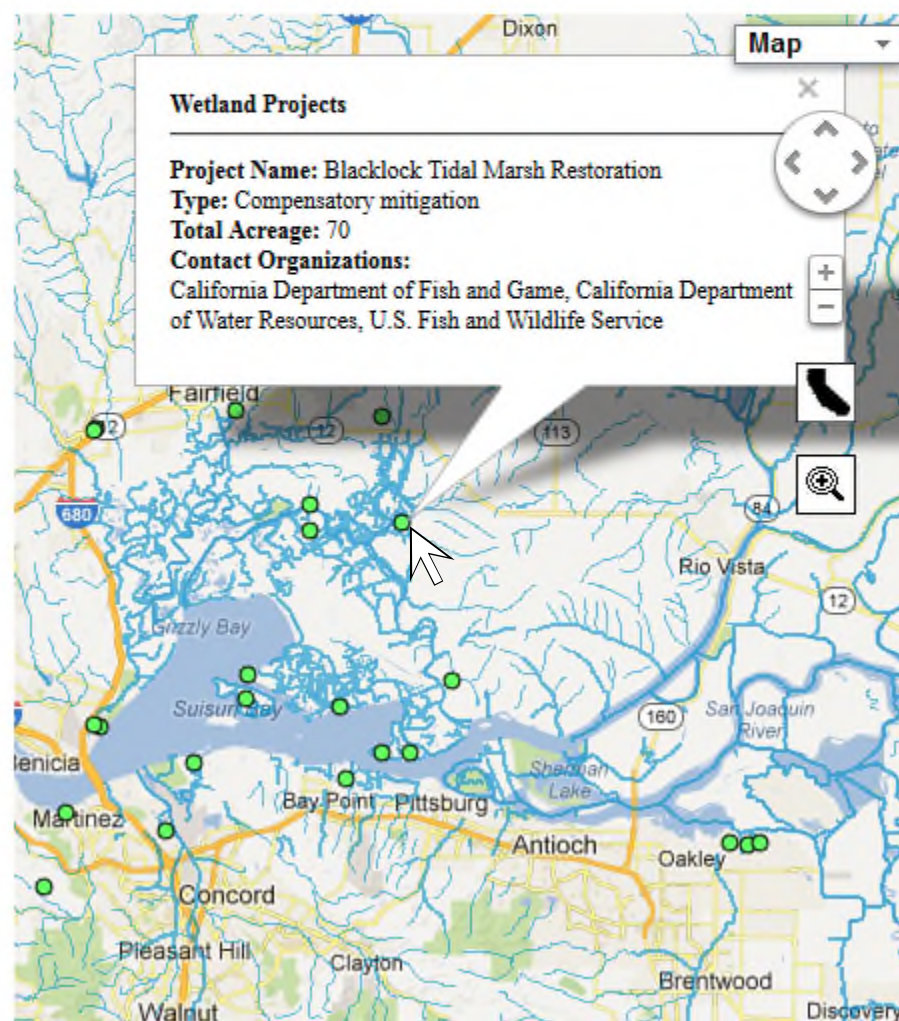 Dixon
Map
Wetland Projects
Project Name: Blacklock Tidal Marsh Restoration
Type: Compensatory mitigation
Total Acreage: 70
Contact Organizations:
California Department of Fish and Game, California Department
of Water Resources, U.S. Fish and Wildlife Service
Fairfield
12
113
680
84
Rio Vista
12
Grizzly Bay
Suisun Bay
160
San Joaquin
River
Benicia
Sherman
Lake
Bay Point
Pittsburg
Martinez
Antioch
Oakley
Concord
Pleasant Hill
Clayton
Brentwood
Walnut
Discovery